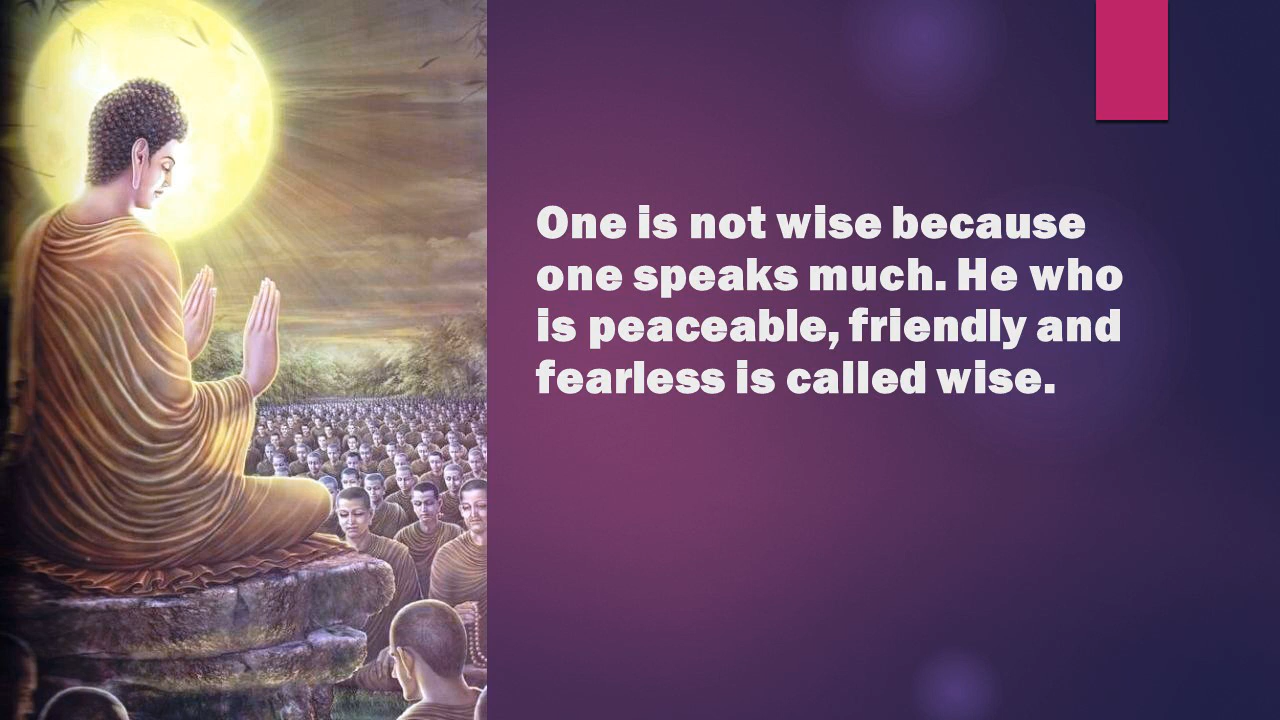 One is not wise because
one speaks much. He who
is peaceable, friendly and
fearless is called wise.